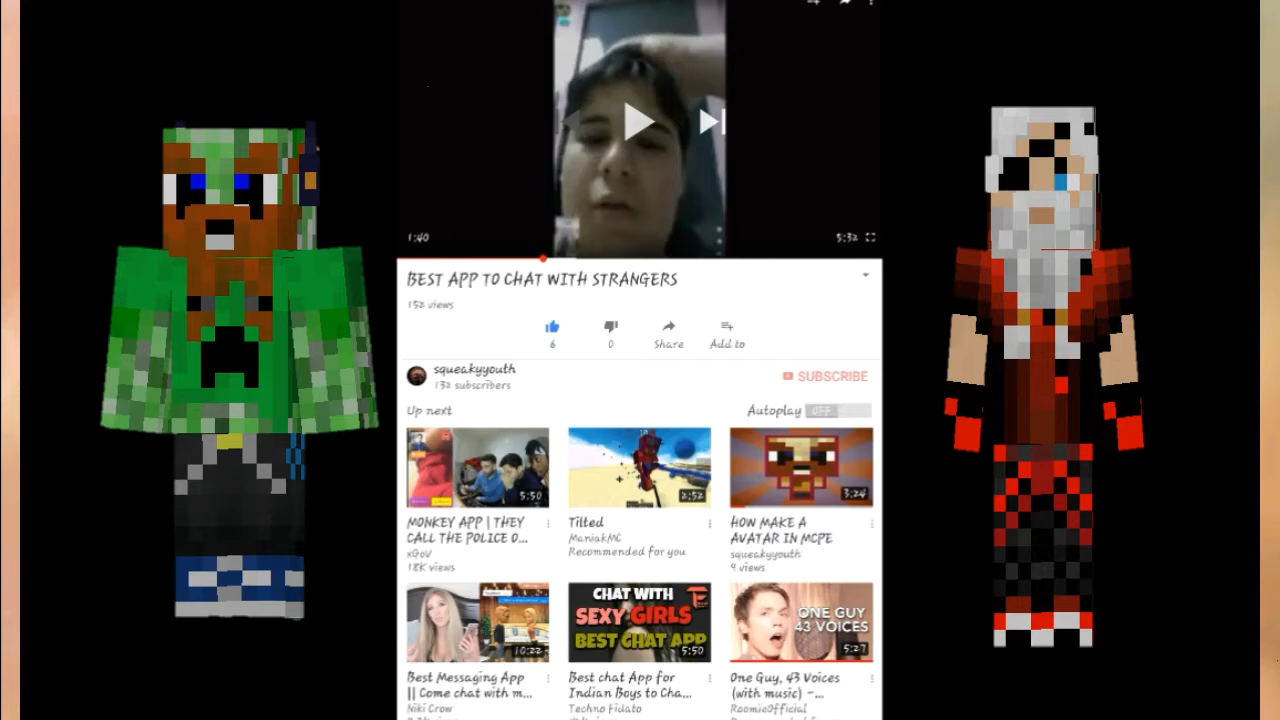 1:40
5:32
BEST APP TO CHAT WITH STRANGERS
152 views
6
0
Share
Add to
squeakyyouth
132 subscribers
SUBSCRIBE
Up next
Autoplay OFF
5:50
2:52
3:24
MONKEY APP | THEY
CALL THE POLICE O...
xGoV
18K views
Tilted
ManiakMC
Recommended for you
HOW MAKE A
AVATAR IN MCPE
squeakyyouth
9 views
10:22
CHAT WITH
SEXY GIRLS
BEST CHAT APP
5:50
ONE GUY
43 VOICES
5:27
Best Messaging App
|| Come chat with m...
Niki Crow
Best chat App for
Indian Boys to Cha...
Techno Fidato
One Guy, 43 Voices
(with music) –...
RoomieOfficial